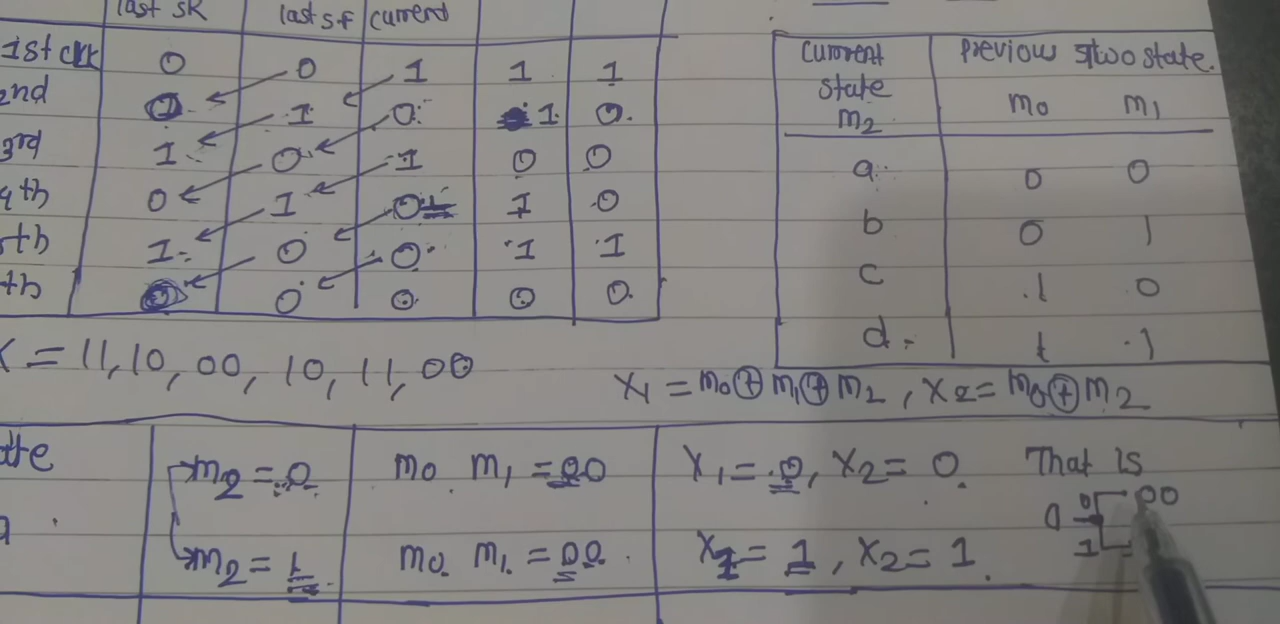 last SR last S.F current
1st clk 0 0 1 1 1
2nd 1 0 1 0
3rd 1 0 1 0 0
4th 0 1 0 1 0
th 1 0 0 1 1
th 0 0 0 0 0
X = 11, 10, 00, 10, 11, 00
current state m2 previous two state.
m0 m1
a 0 0
b 0 1
c 1 0
d 1 1
X1 = m0 ⊕ m1 ⊕ m2, X2 = m0 ⊕ m2
m2 = 0 m0 m1 = 00 X1 = 0, X2 = 0. That is
0 00
m2 = 1 m0 m1 = 00. X1 = 1, X2 = 1.
1